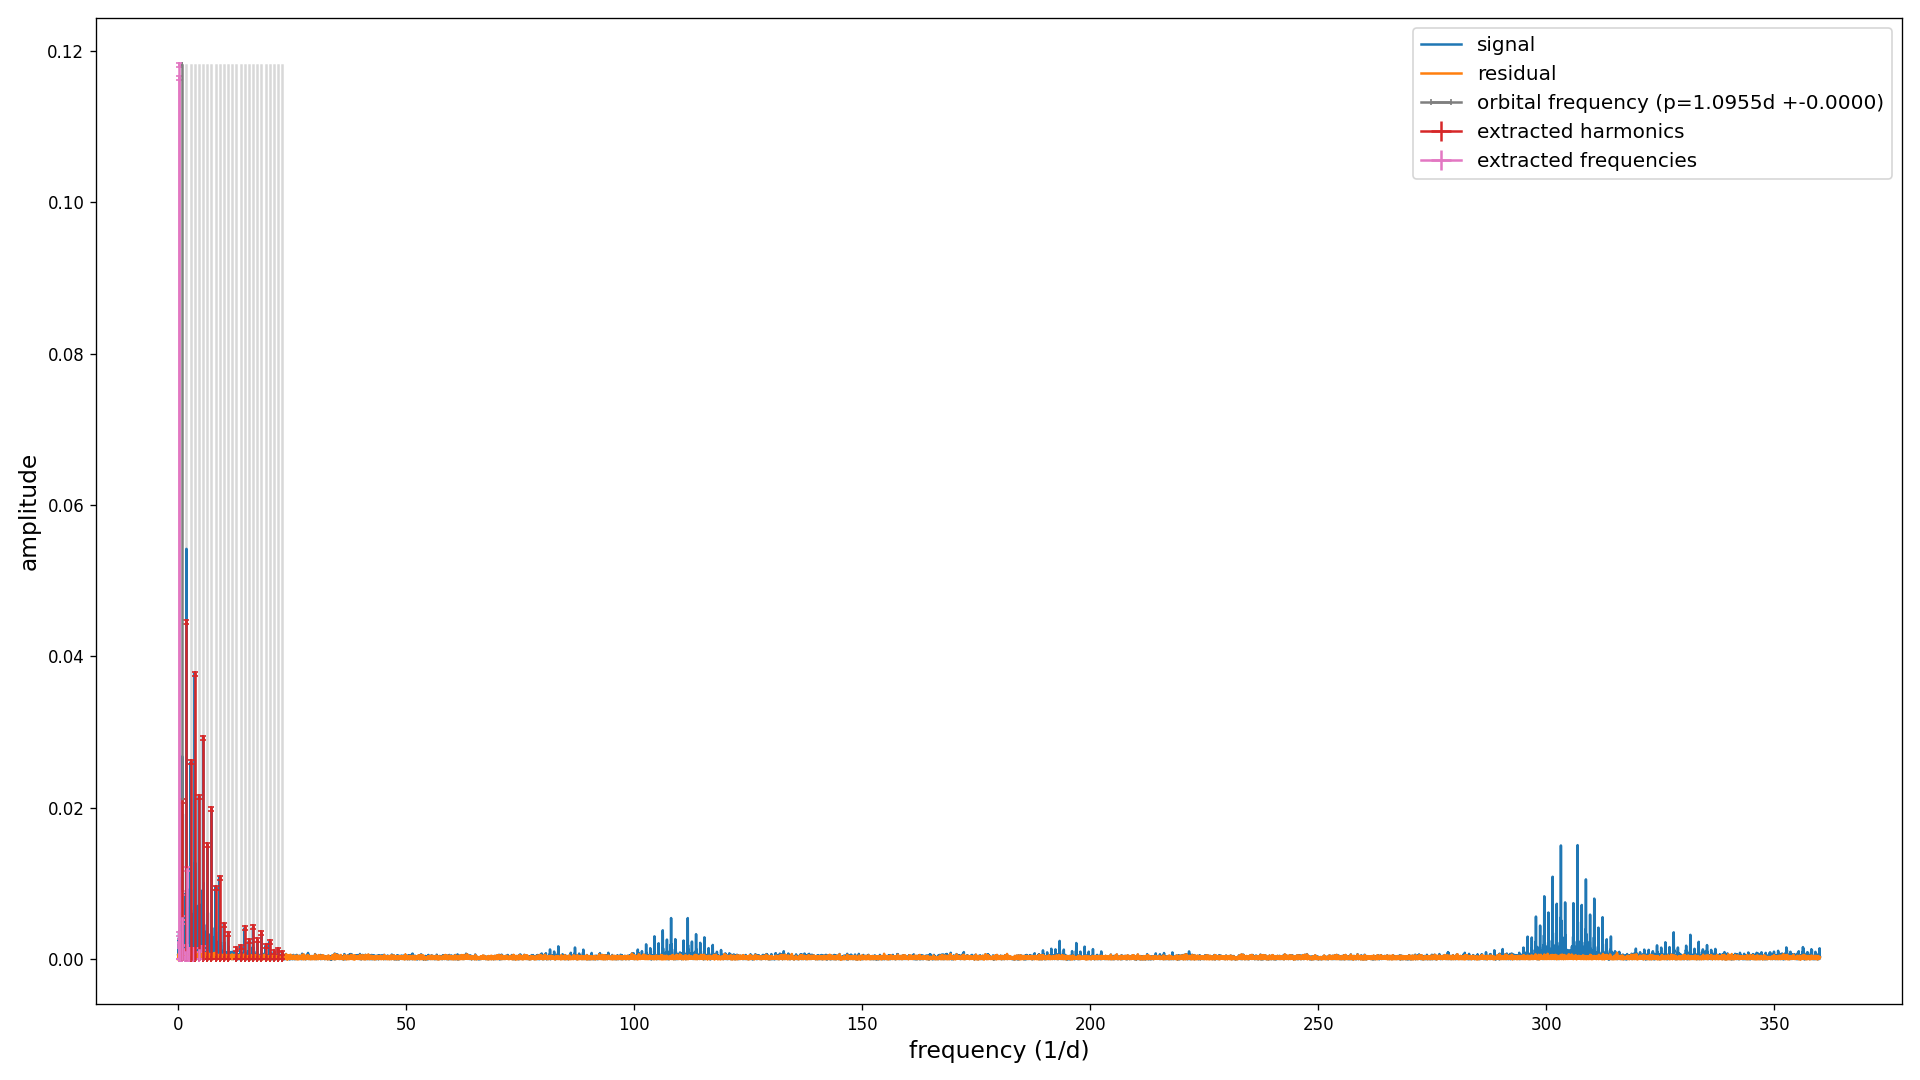 signal
residual
orbital frequency (p=1.0955d +-0.0000)
extracted harmonics
extracted frequencies
amplitude
0.12
0.10
0.08
0.06
0.04
0.02
0.00
0 50 100 150 200 250 300 350
frequency (1/d)